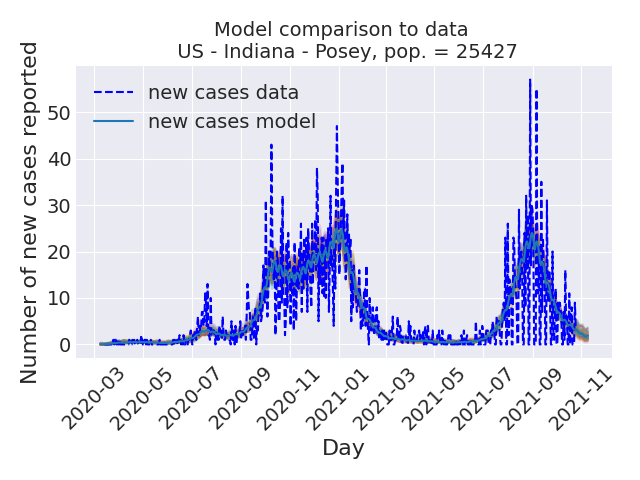 Model comparison to data
US - Indiana - Posey, pop. = 25427
new cases data
new cases model
Number of new cases reported
50
40
30
20
10
0
2020-03
2020-05
2020-07
2020-09
2020-11
2021-01
2021-03
2021-05
2021-07
2021-09
2021-11
Day